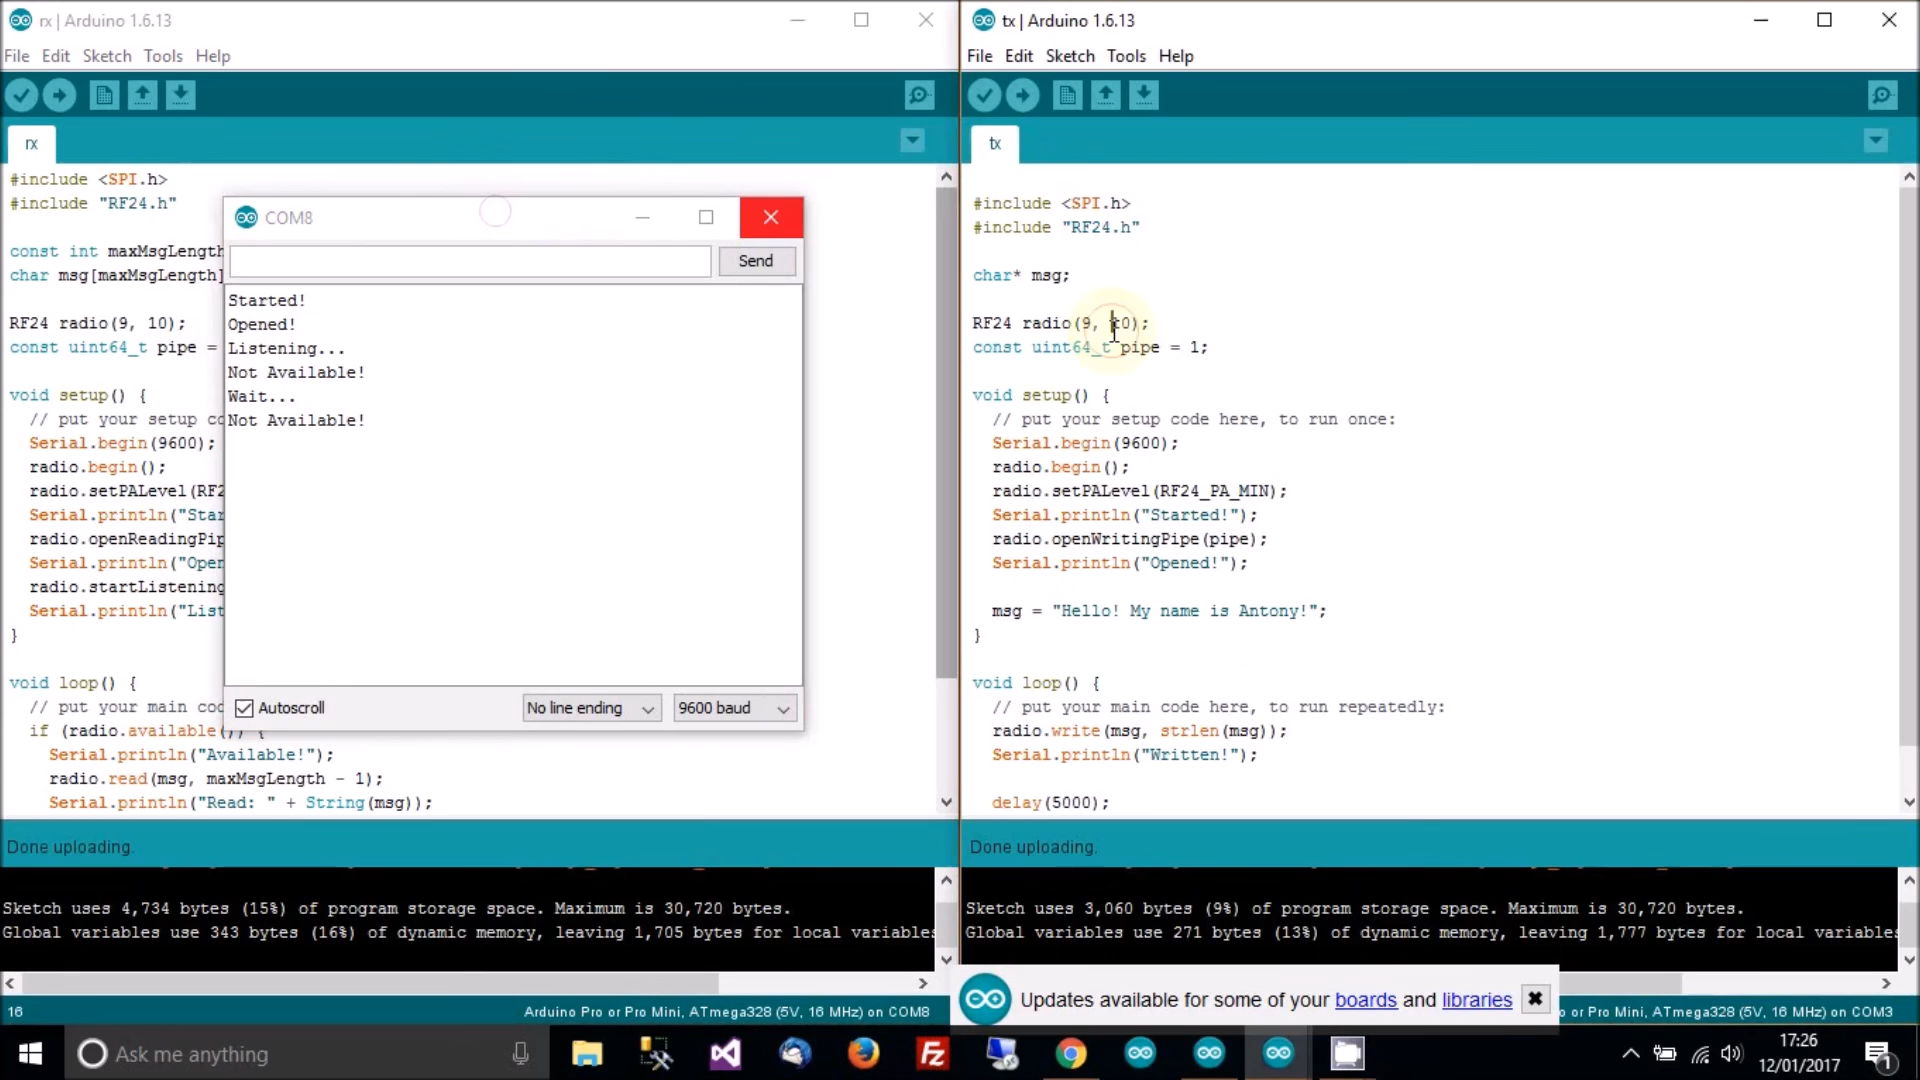 rx | Arduino 1.6.13
File Edit Sketch Tools Help
rx
#include <SPI.h>
#include "RF24.h"
const int maxMsgLength
char msg[maxMsgLength]
RF24 radio(9, 10);
const uint64_t pipe =
void setup() {
// put your setup co
Serial.begin(9600);
radio.begin();
radio.setPALevel(RF2
Serial.println("Star
radio.openReadingPip
Serial.println("Open
radio.startListening
Serial.println("List
}
void loop() {
// put your main cod
if (radio.available()) {
Serial.println("Available!");
radio.read(msg, maxMsgLength - 1);
Serial.println("Read: " + String(msg));
Done uploading.
Sketch uses 4,734 bytes (15%) of program storage space. Maximum is 30,720 bytes.
Global variables use 343 bytes (16%) of dynamic memory, leaving 1,705 bytes for local variables
16
Arduino Pro or Pro Mini, ATmega328 (5V, 16 MHz) on COM8
COM8
Send
Started!
Opened!
Listening...
Not Available!
Wait...
Not Available!
Autoscroll
No line ending
9600 baud
tx | Arduino 1.6.13
File Edit Sketch Tools Help
tx
#include <SPI.h>
#include "RF24.h"
char* msg;
RF24 radio(9, 10);
const uint64_t pipe = 1;
void setup() {
// put your setup code here, to run once:
Serial.begin(9600);
radio.begin();
radio.setPALevel(RF24_PA_MIN);
Serial.println("Started!");
radio.openWritingPipe(pipe);
Serial.println("Opened!");
msg = "Hello! My name is Antony!";
}
void loop() {
// put your main code here, to run repeatedly:
radio.write(msg, strlen(msg));
Serial.println("Written!");
delay(5000);
Done uploading.
Sketch uses 3,060 bytes (9%) of program storage space. Maximum is 30,720 bytes.
Global variables use 271 bytes (13%) of dynamic memory, leaving 1,777 bytes for local variables
Updates available for some of your boards and libraries
o or Pro Mini, ATmega328 (5V, 16 MHz) on COM3
Ask me anything
17:26
12/01/2017
1